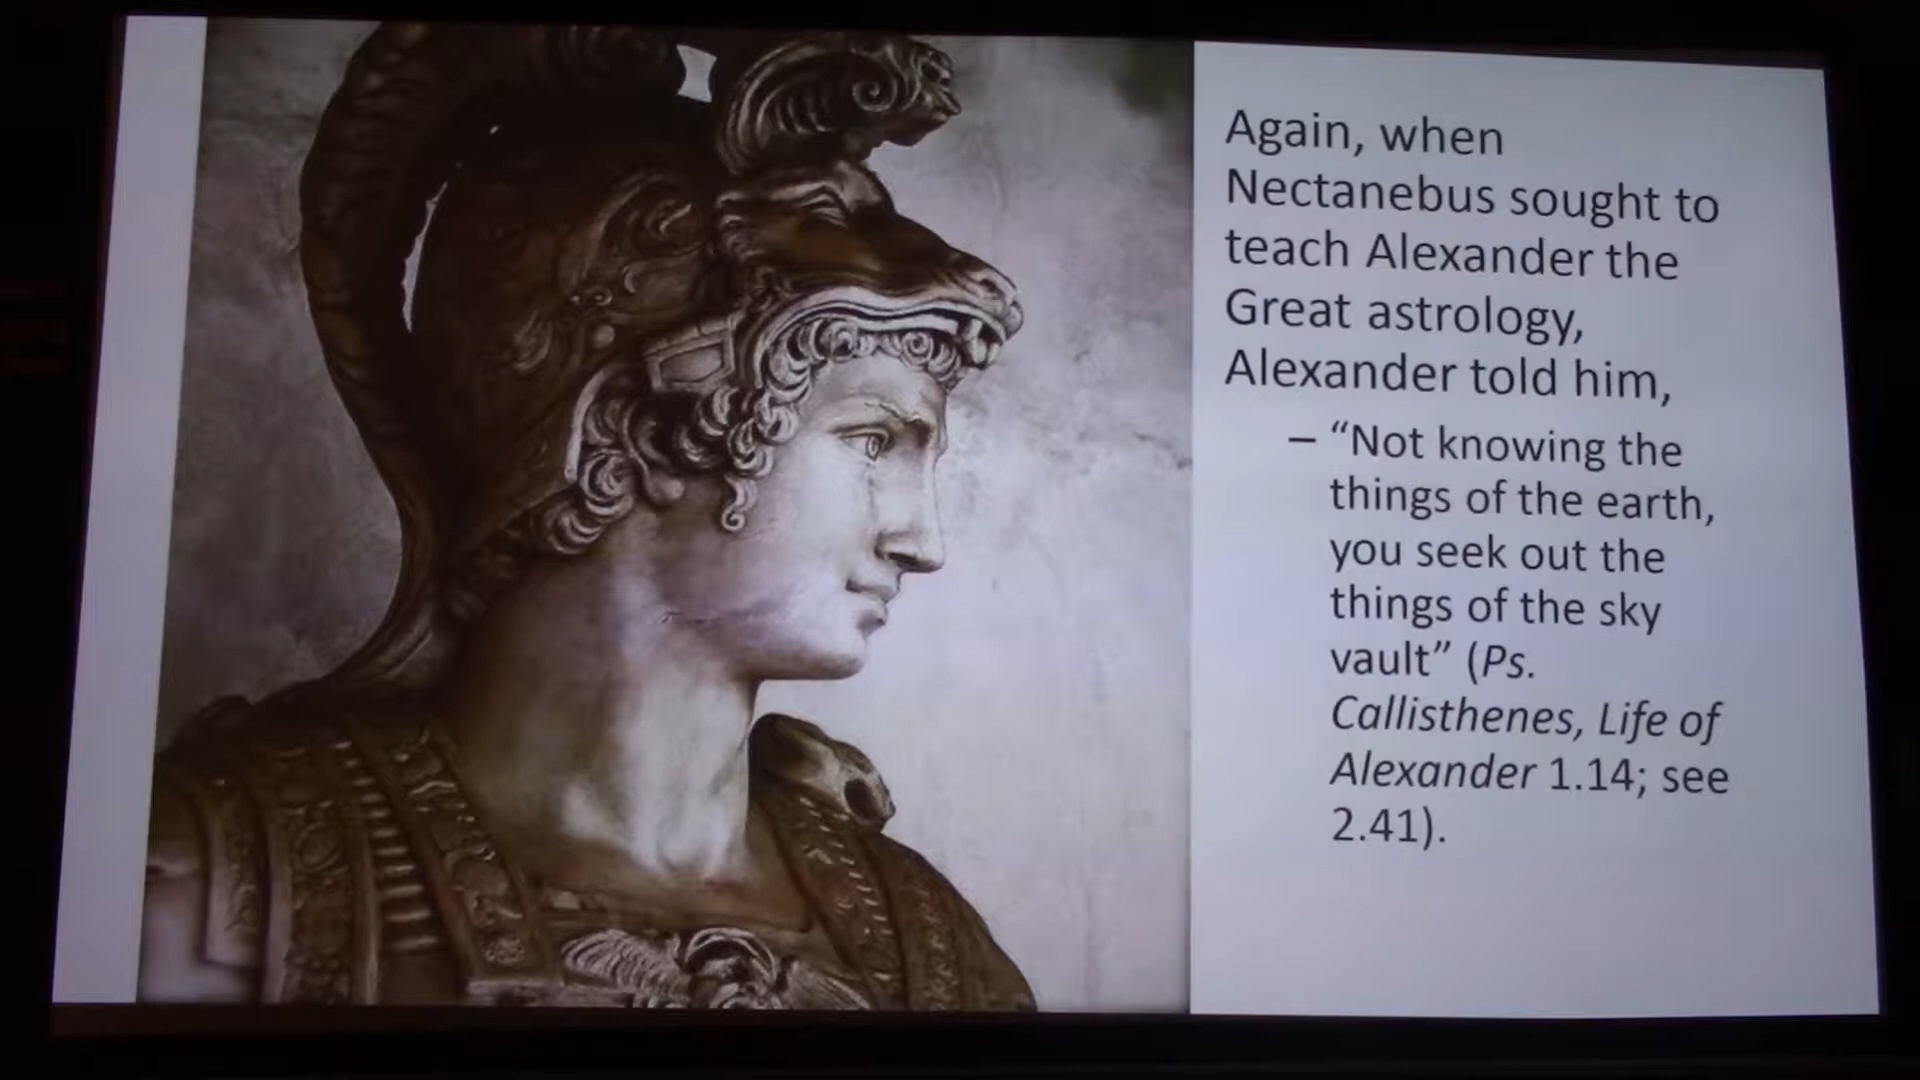 Again, when
Nectanebus sought to
teach Alexander the
Great astrology,
Alexander told him,
– “Not knowing the
things of the earth,
you seek out the
things of the sky
vault” (Ps.
Callisthenes, Life of
Alexander 1.14; see
2.41).